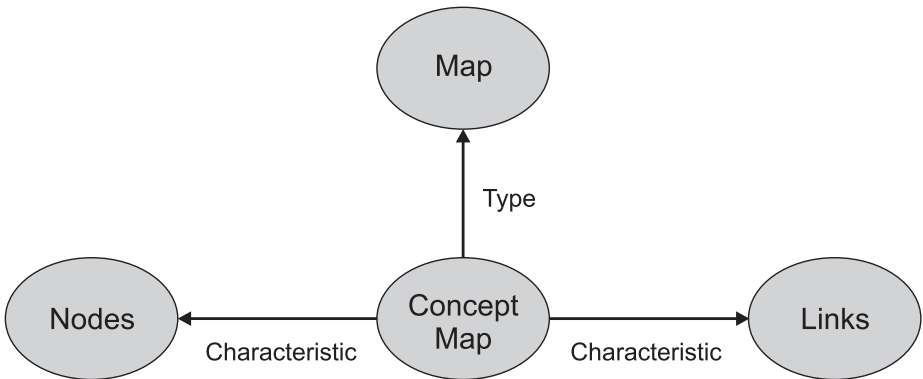 Map
Type
Nodes
Concept
Map
Links
Characteristic
Characteristic